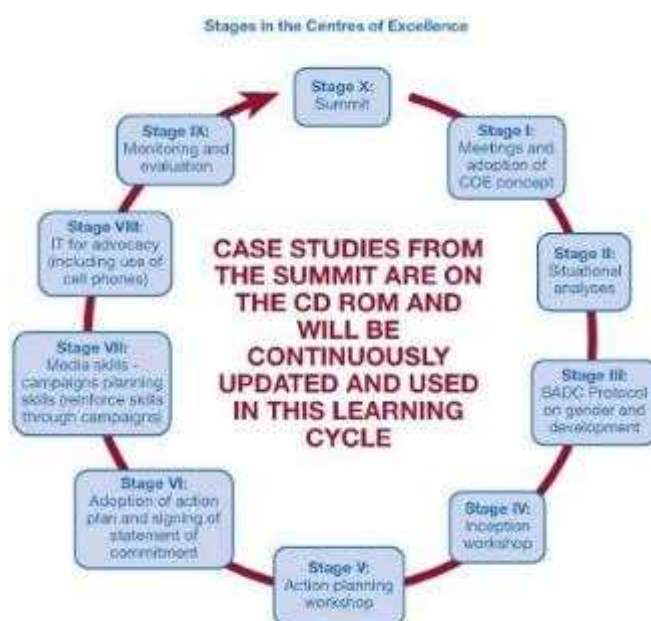 Stages in the Centres of Excellence
Stage X:
Summit
Stage I:
Meetings and
adoption of
COE concept
Stage II:
Situational
analyses
Stage III:
SADC Protocol
on gender and
development
Stage IV:
Inception
workshop
Stage V:
Action planning
workshop
Stage VI:
Adoption of action
plan and signing of
statement of
commitment
Stage VII:
Media skills -
campaigns planning
skills (reinforce skills
through campaigns)
Stage VIII:
IT for advocacy
(including use of
cell phones)
Stage IX:
Monitoring and
evaluation
CASE STUDIES FROM
THE SUMMIT ARE ON
THE CD ROM AND
WILL BE
CONTINUOUSLY
UPDATED AND USED
IN THIS LEARNING
CYCLE